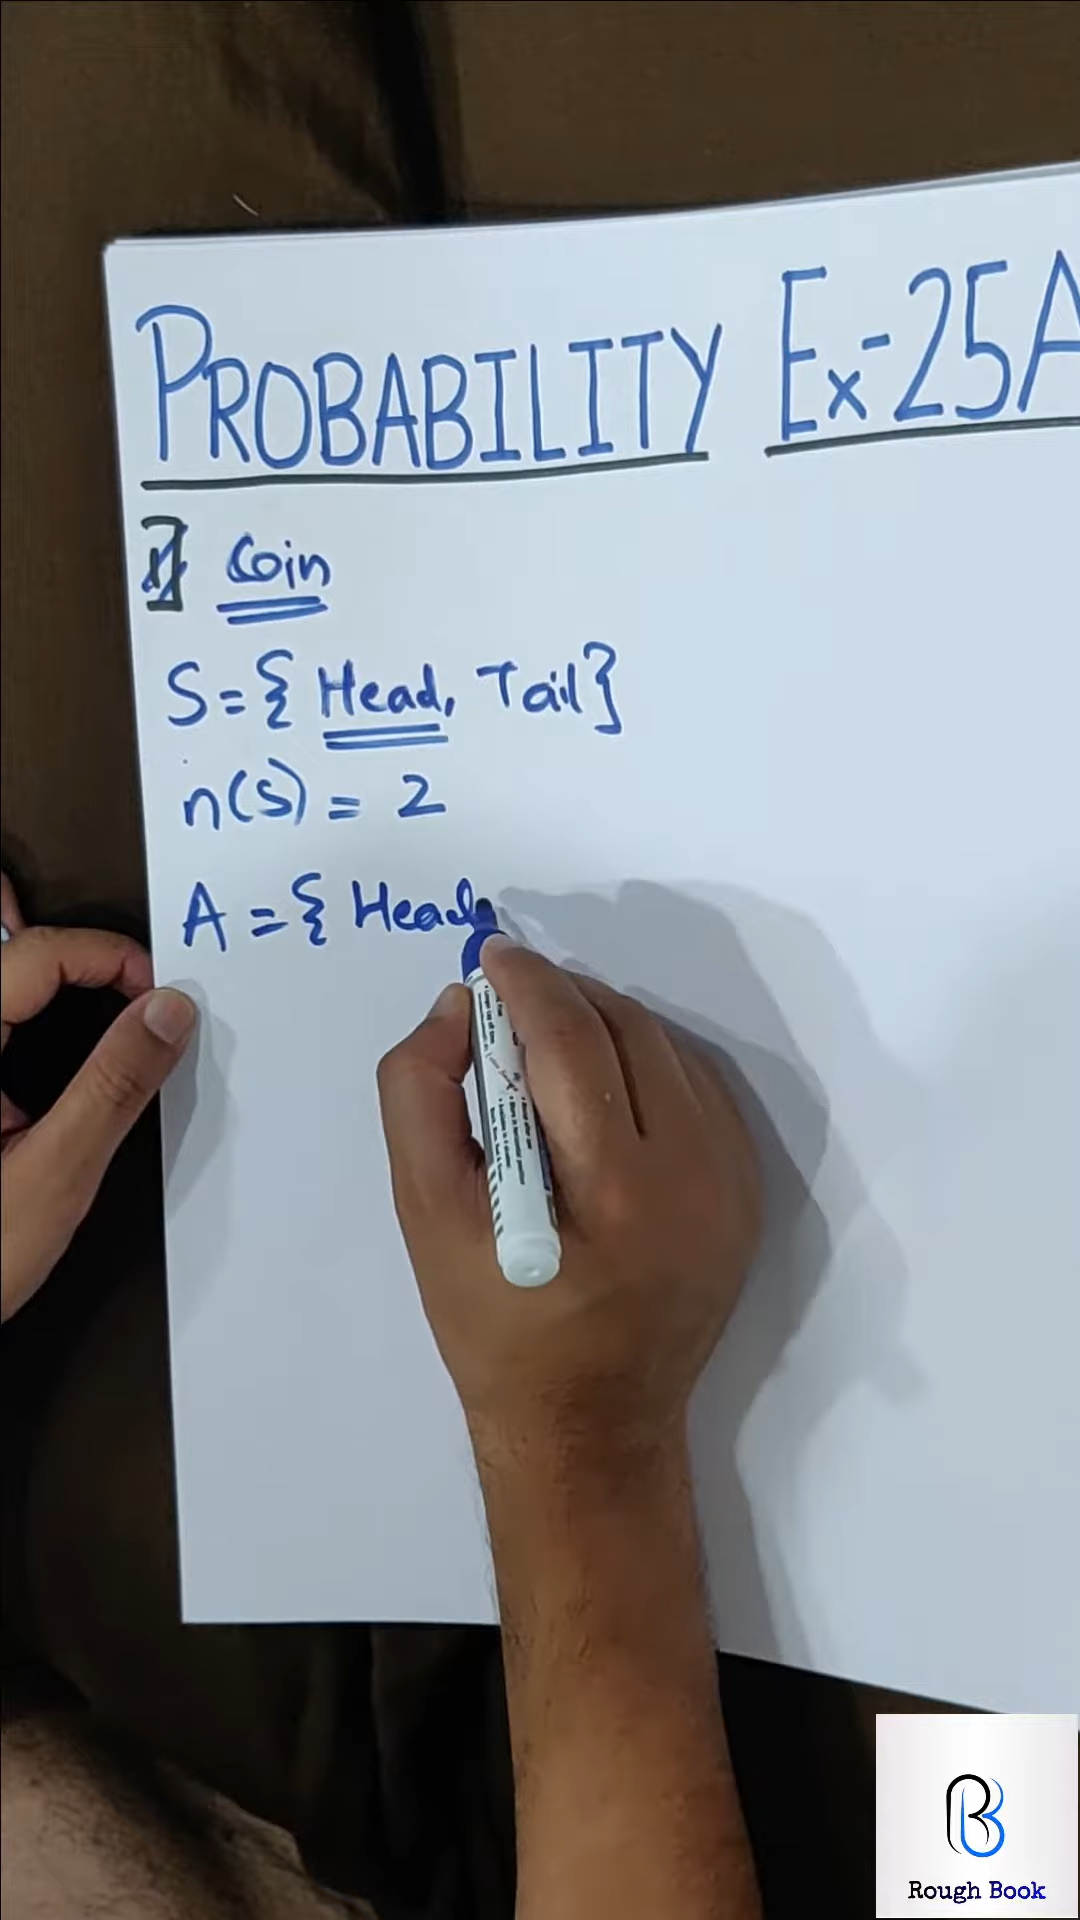 PROBABILITY Ex-25A
1] Coin
S = { Head, Tail }
n(S) = 2
A = { Head
Rough Book